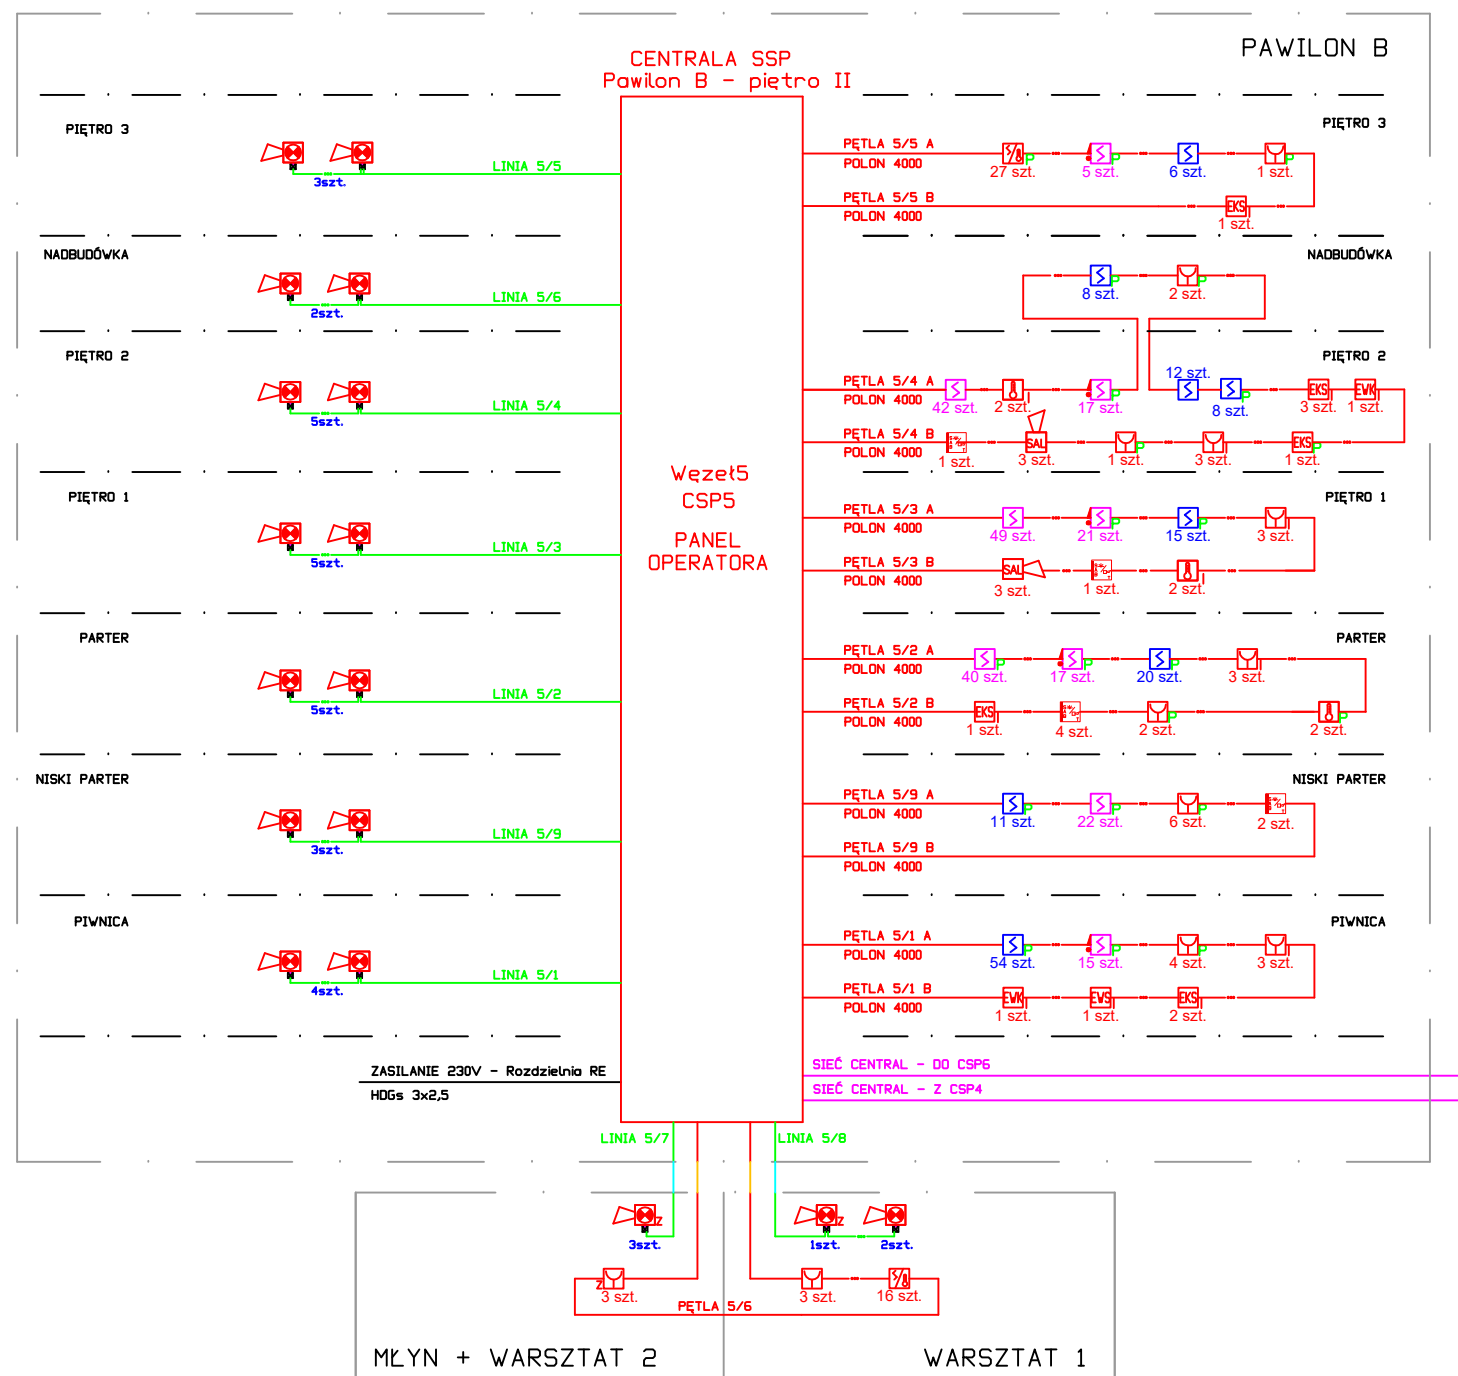 PAWILON B
CENTRALA SSP
Pawilon B - piętro II
PIĘTRO 3
LINIA 5/5
3szt.
PĘTLA 5/5 A
POLON 4000
27 szt.
5 szt.
6 szt.
1 szt.
PIĘTRO 3
PĘTLA 5/5 B
POLON 4000
EKS
1 szt.
NADBUDÓWKA
LINIA 5/6
2szt.
NADBUDÓWKA
8 szt.
2 szt.
PIĘTRO 2
LINIA 5/4
5szt.
PIĘTRO 2
PĘTLA 5/4 A
POLON 4000
42 szt.
2 szt.
17 szt.
12 szt.
8 szt.
EKS
3 szt.
EWK
1 szt.
PĘTLA 5/4 B
POLON 4000
1 szt.
SAL
3 szt.
1 szt.
3 szt.
EKS
1 szt.
Węzeł5
CSP5
PANEL
OPERATORA
PIĘTRO 1
LINIA 5/3
5szt.
PIĘTRO 1
PĘTLA 5/3 A
POLON 4000
49 szt.
21 szt.
15 szt.
3 szt.
PĘTLA 5/3 B
POLON 4000
SAL
3 szt.
1 szt.
2 szt.
PARTER
LINIA 5/2
5szt.
PARTER
PĘTLA 5/2 A
POLON 4000
40 szt.
17 szt.
20 szt.
3 szt.
PĘTLA 5/2 B
POLON 4000
EKS
1 szt.
4 szt.
2 szt.
2 szt.
NISKI PARTER
LINIA 5/9
3szt.
NISKI PARTER
PĘTLA 5/9 A
POLON 4000
11 szt.
22 szt.
6 szt.
2 szt.
PĘTLA 5/9 B
POLON 4000
PIWNICA
LINIA 5/1
4szt.
PIWNICA
PĘTLA 5/1 A
POLON 4000
54 szt.
15 szt.
4 szt.
3 szt.
PĘTLA 5/1 B
POLON 4000
EWK
1 szt.
EWS
1 szt.
EKS
2 szt.
ZASILANIE 230V - Rozdzielnia RE
HDGs 3x2,5
SIEĆ CENTRAL - DO CSP6
SIEĆ CENTRAL - Z CSP4
LINIA 5/7
LINIA 5/8
Z
3szt.
Z
1szt.
2szt.
Z
3 szt.
3 szt.
16 szt.
PĘTLA 5/6
MŁYN + WARSZTAT 2
WARSZTAT 1